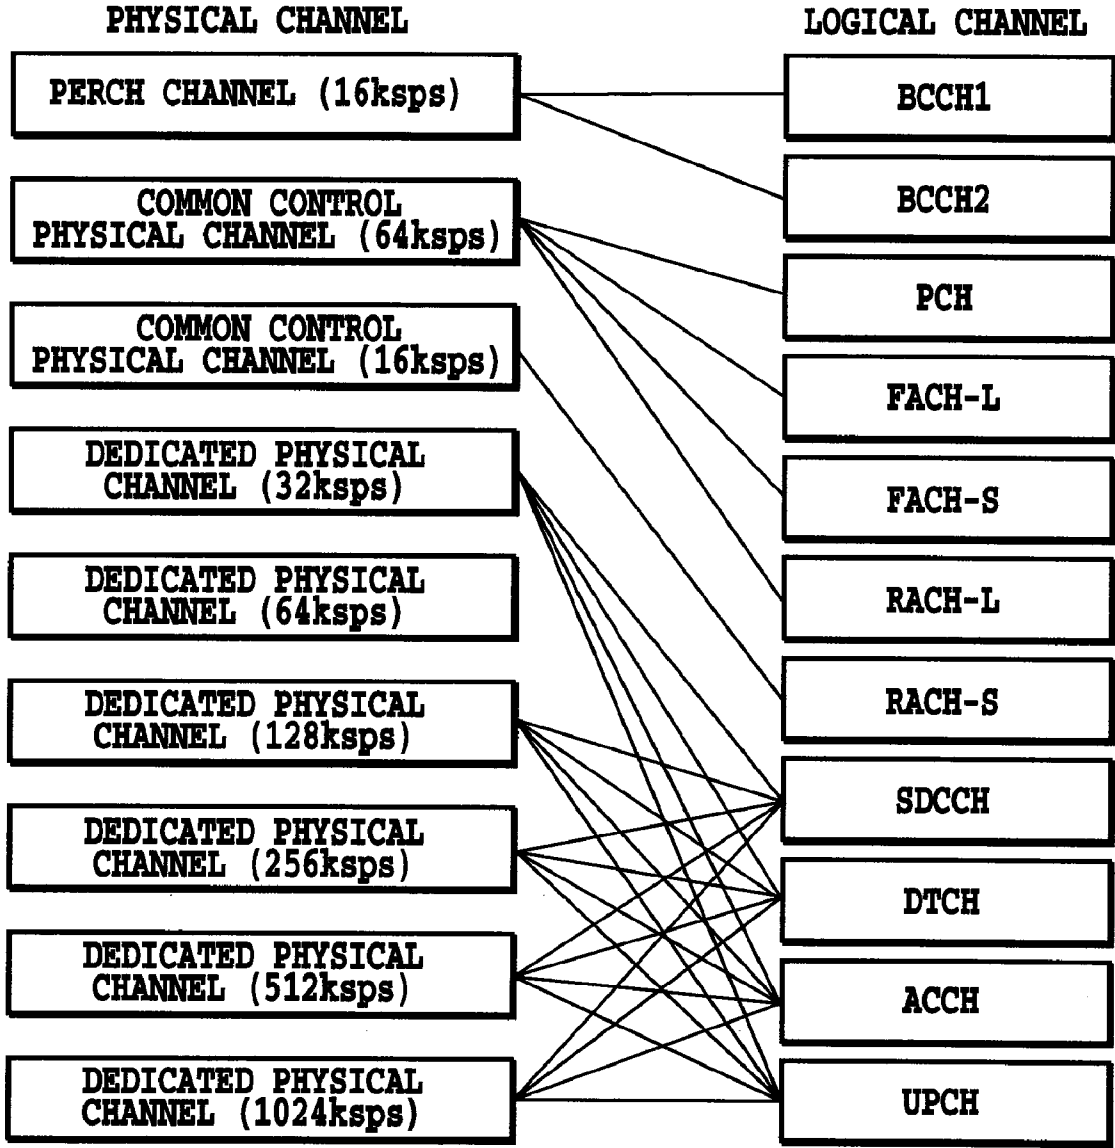 PHYSICAL CHANNEL
PERCH CHANNEL (16ksps)
COMMON CONTROL
PHYSICAL CHANNEL (64ksps)
COMMON CONTROL
PHYSICAL CHANNEL (16ksps)
DEDICATED PHYSICAL
CHANNEL (32ksps)
DEDICATED PHYSICAL
CHANNEL (64ksps)
DEDICATED PHYSICAL
CHANNEL (128ksps)
DEDICATED PHYSICAL
CHANNEL (256ksps)
DEDICATED PHYSICAL
CHANNEL (512ksps)
DEDICATED PHYSICAL
CHANNEL (1024ksps)
LOGICAL CHANNEL
BCCH1
BCCH2
PCH
FACH-L
FACH-S
RACH-L
RACH-S
SDCCH
DTCH
ACCH
UPCH